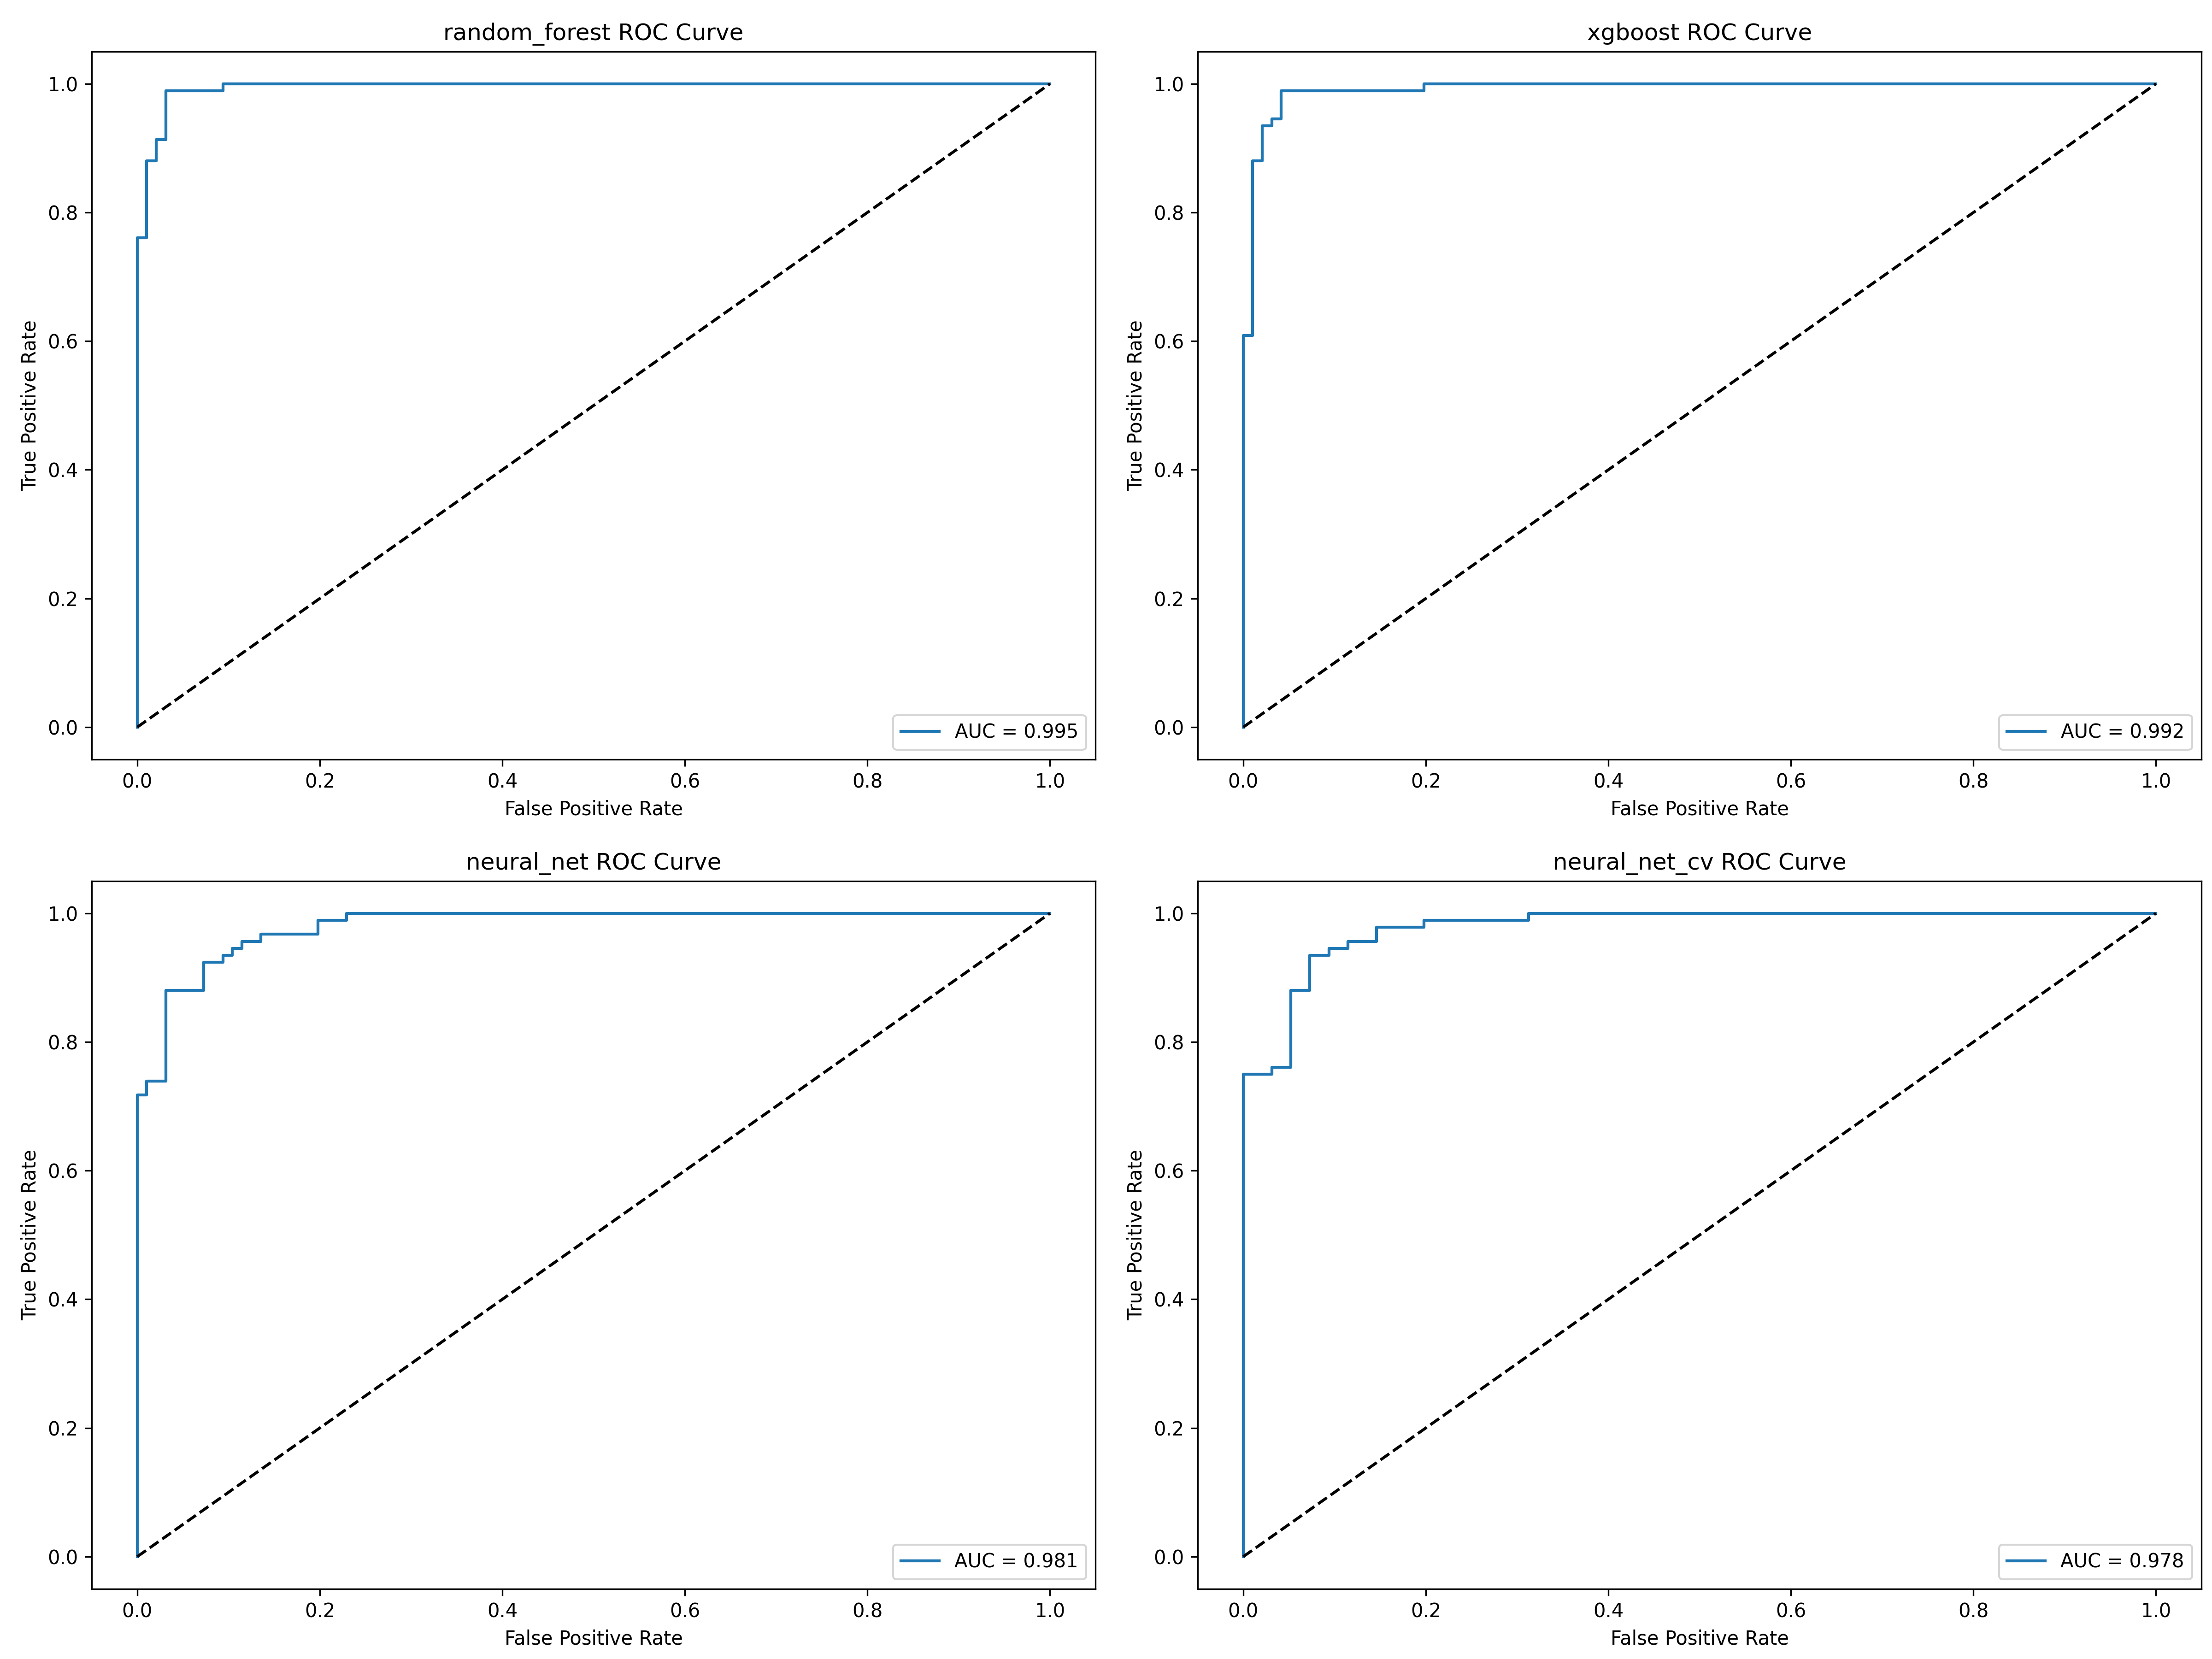 random_forest ROC Curve
True Positive Rate
1.0
0.8
0.6
0.4
0.2
0.0
AUC = 0.995
0.0 0.2 0.4 0.6 0.8 1.0
False Positive Rate
xgboost ROC Curve
True Positive Rate
1.0
0.8
0.6
0.4
0.2
0.0
AUC = 0.992
0.0 0.2 0.4 0.6 0.8 1.0
False Positive Rate
neural_net ROC Curve
True Positive Rate
1.0
0.8
0.6
0.4
0.2
0.0
AUC = 0.981
0.0 0.2 0.4 0.6 0.8 1.0
False Positive Rate
neural_net_cv ROC Curve
True Positive Rate
1.0
0.8
0.6
0.4
0.2
0.0
AUC = 0.978
0.0 0.2 0.4 0.6 0.8 1.0
False Positive Rate